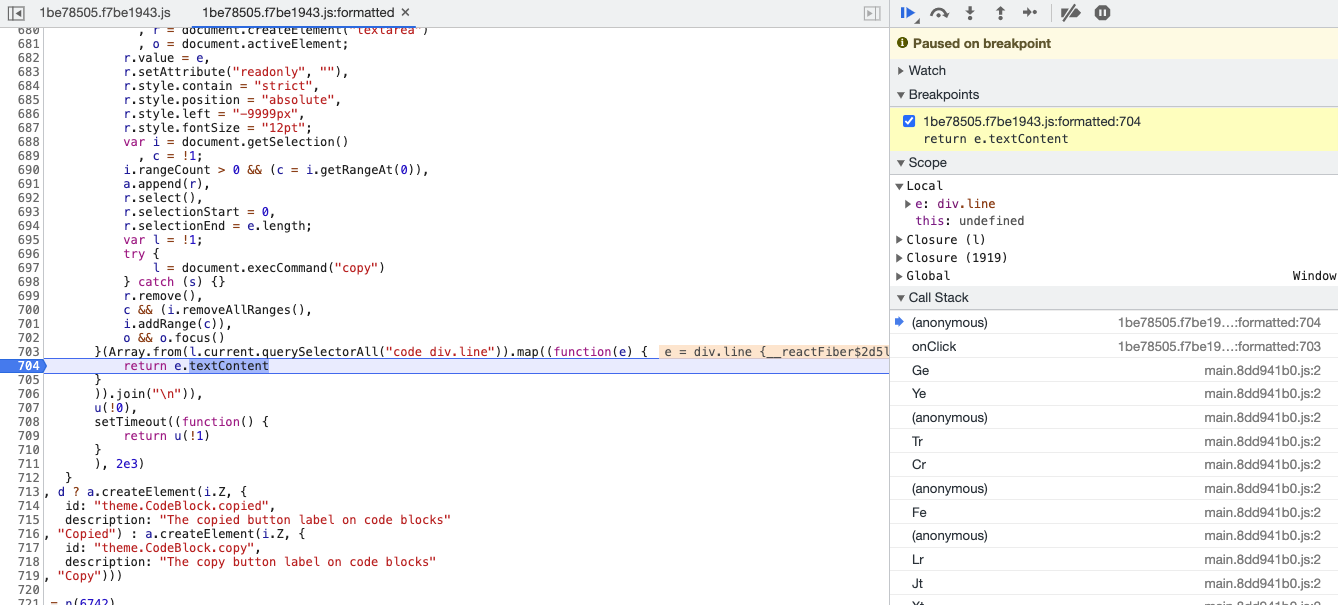 1be78505.f7be1943.js
1be78505.f7be1943.js:formatted ×
680 , r = document.createElement("textarea")
681 , o = document.activeElement;
682 r.value = e,
683 r.setAttribute("readonly", ""),
684 r.style.contain = "strict",
685 r.style.position = "absolute",
686 r.style.left = "-9999px",
687 r.style.fontSize = "12pt";
688 var i = document.getSelection()
689 , c = !1;
690 i.rangeCount > 0 && (c = i.getRangeAt(0)),
691 a.append(r),
692 r.select(),
693 r.selectionStart = 0,
694 r.selectionEnd = e.length;
695 var l = !1;
696 try {
697 l = document.execCommand("copy")
698 } catch (s) {}
699 r.remove(),
700 c && (i.removeAllRanges(),
701 i.addRange(c)),
702 o && o.focus()
703 }(Array.from(l.current.querySelectorAll("code div.line")).map((function(e) { e = div.line {__reactFiber$2d5l
704 return e.textContent
705 }
706 )).join("\n")),
707 u(!0),
708 setTimeout((function() {
709 return u(!1)
710 }
711 ), 2e3)
712 }
713 , d ? a.createElement(i.Z, {
714 id: "theme.CodeBlock.copied",
715 description: "The copied button label on code blocks"
716 , "Copied") : a.createElement(i.Z, {
717 id: "theme.CodeBlock.copy",
718 description: "The copy button label on code blocks"
719 , "Copy")))
720
721 = n(6742)
Paused on breakpoint
Watch
Breakpoints
1be78505.f7be1943.js:formatted:704
return e.textContent
Scope
Local
e: div.line
this: undefined
Closure (l)
Closure (1919)
Global Window
Call Stack
(anonymous) 1be78505.f7be19…:formatted:704
onClick 1be78505.f7be19…:formatted:703
Ge main.8dd941b0.js:2
Ye main.8dd941b0.js:2
(anonymous) main.8dd941b0.js:2
Tr main.8dd941b0.js:2
Cr main.8dd941b0.js:2
(anonymous) main.8dd941b0.js:2
Fe main.8dd941b0.js:2
(anonymous) main.8dd941b0.js:2
Lr main.8dd941b0.js:2
Jt main.8dd941b0.js:2